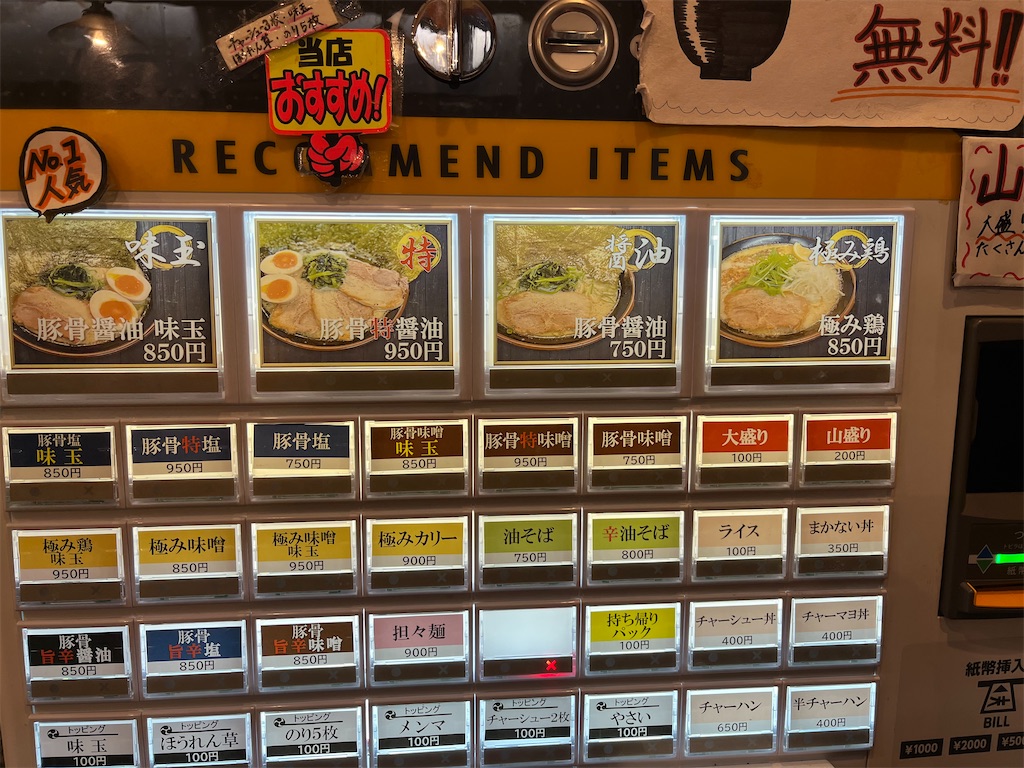 チャーシュー3枚、味玉
ほうれん草、のり5枚
当店
おすすめ!
無料!!
No.1
人気
RECOMMEND ITEMS
山
大盛り
たくさん
味玉
豚骨醤油 味玉
850円
特
豚骨特醤油
950円
醤油
豚骨醤油
750円
極み鶏
極み鶏
850円
豚骨塩
味玉
850円
豚骨特塩
950円
豚骨塩
750円
豚骨味噌
味玉
850円
豚骨特味噌
950円
豚骨味噌
750円
大盛り
100円
山盛り
200円
極み鶏
味玉
950円
極み味噌
850円
極み味噌
味玉
950円
極みカリー
900円
油そば
750円
辛油そば
800円
ライス
100円
まかない丼
350円
豚骨
旨辛醤油
850円
豚骨
旨辛塩
850円
豚骨
旨辛味噌
850円
担々麺
900円
持ち帰り
パック
100円
チャーシュー丼
400円
チャーマヨ丼
400円
トッピング
味玉
100円
トッピング
ほうれん草
100円
トッピング
のり5枚
100円
トッピング
メンマ
100円
トッピング
チャーシュー2枚
100円
トッピング
やさい
100円
チャーハン
650円
半チャーハン
400円
紙幣挿入
BILL
¥1000
¥2000
¥500